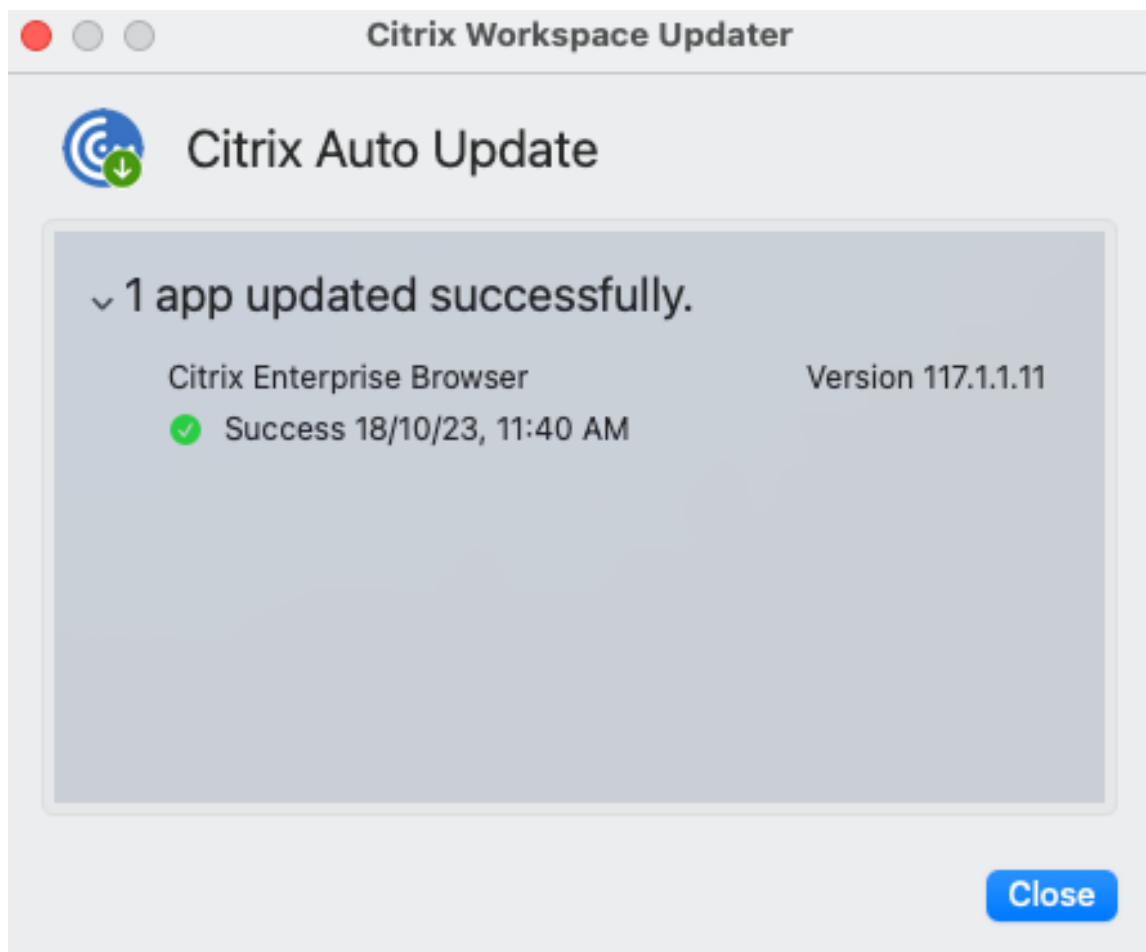 Citrix Workspace Updater
Citrix Auto Update
1 app updated successfully.
Citrix Enterprise Browser Version 117.1.1.11
Success 18/10/23, 11:40 AM
Close